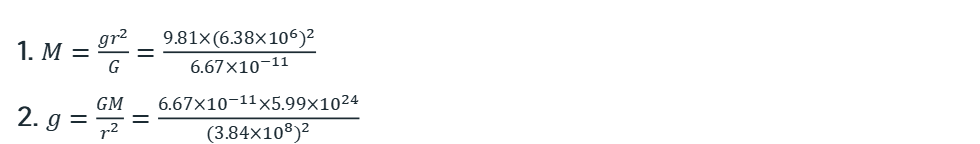 1. M = gr²/G = 9.81×(6.38×10⁶)²/6.67×10⁻¹¹
2. g = GM/r² = 6.67×10⁻¹¹×5.99×10²⁴/(3.84×10⁸)²